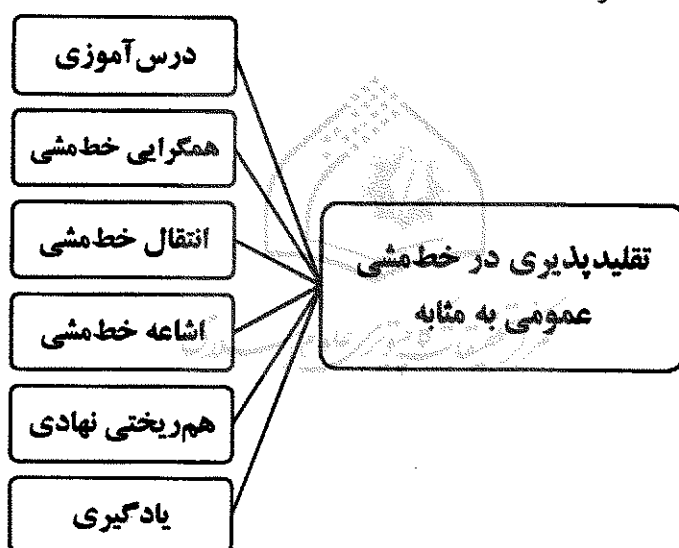 درس‌آموزی
همگرایی خط‌مشی
انتقال خط‌مشی
اشاعه خط‌مشی
هم‌ریختی نهادی
یادگیری
تقلیدپذیری در خط‌مشی
عمومی به مثابه